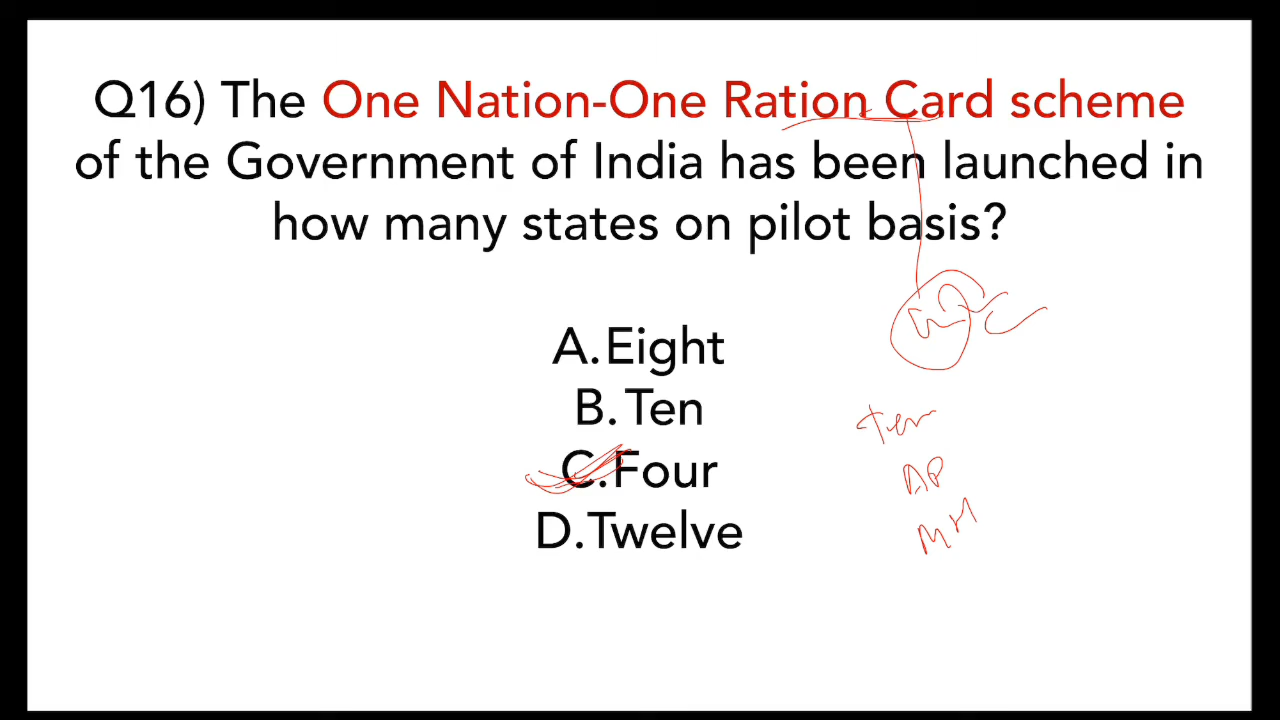 Q16) The One Nation-One Ration Card scheme
of the Government of India has been launched in
how many states on pilot basis?
A.Eight
B. Ten
C.Four
D.Twelve
AP
MH